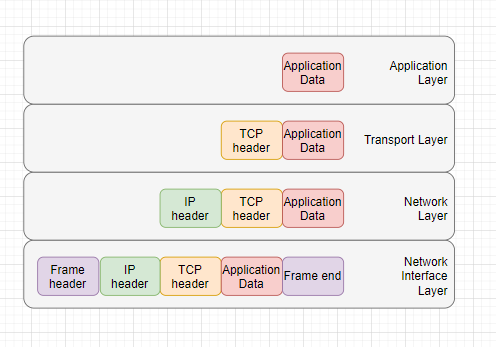 Application
Data
Application
Layer
TCP
header
Application
Data
Transport Layer
IP
header
TCP
header
Application
Data
Network
Layer
Frame
header
IP
header
TCP
header
Application
Data
Frame end
Network
Interface
Layer